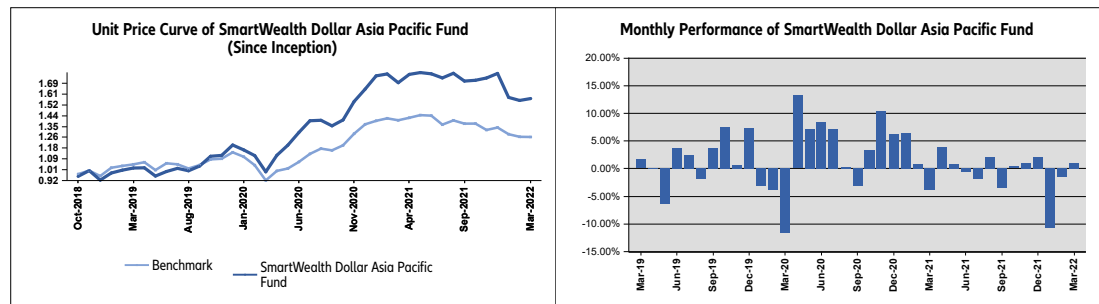 Unit Price Curve of SmartWealth Dollar Asia Pacific Fund
(Since Inception)
1.69
1.61
1.52
1.44
1.35
1.26
1.18
1.09
1.01
0.92
Oct-2018
Mar-2019
Aug-2019
Jan-2020
Jun-2020
Nov-2020
Apr-2021
Sep-2021
Mar-2022
Benchmark
SmartWealth Dollar Asia Pacific
Fund
Monthly Performance of SmartWealth Dollar Asia Pacific Fund
20.00%
15.00%
10.00%
5.00%
0.00%
-5.00%
-10.00%
-15.00%
Mar-19
Jun-19
Sep-19
Dec-19
Mar-20
Jun-20
Sep-20
Dec-20
Mar-21
Jun-21
Sep-21
Dec-21
Mar-22